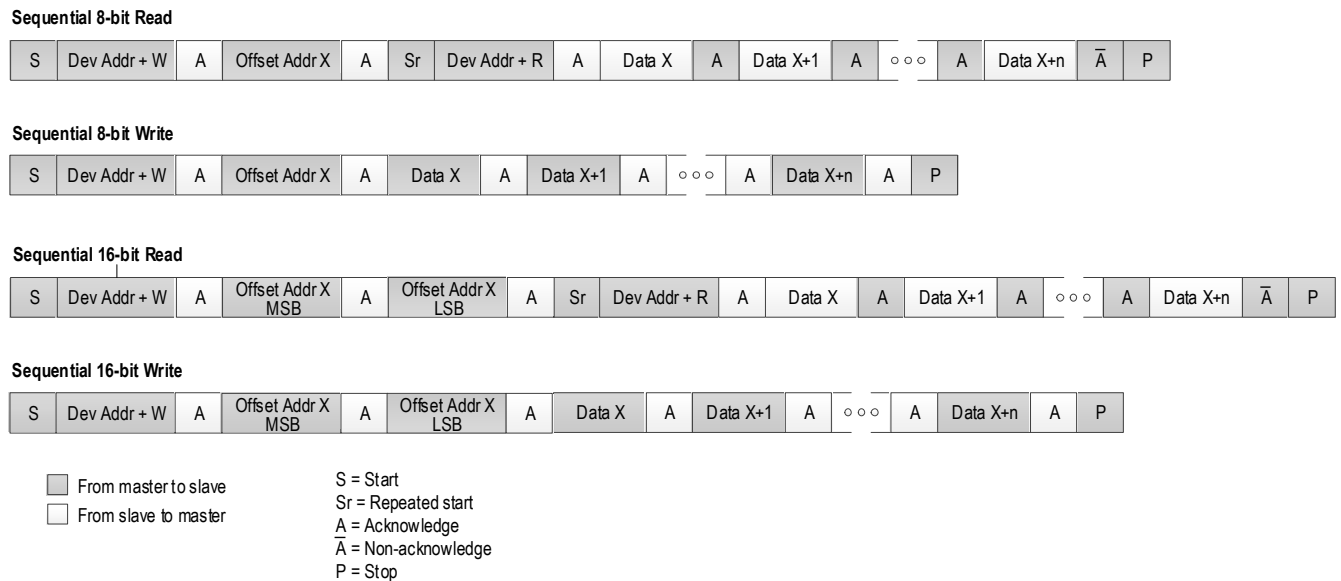 Sequential 8-bit Read
S Dev Addr + W A Offset Addr X A Sr Dev Addr + R A Data X A Data X+1 A ○○○ A Data X+n A̅ P
Sequential 8-bit Write
S Dev Addr + W A Offset Addr X A Data X A Data X+1 A ○○○ A Data X+n A P
Sequential 16-bit Read
S Dev Addr + W A Offset Addr X MSB A Offset Addr X LSB A Sr Dev Addr + R A Data X A Data X+1 A ○○○ A Data X+n A̅ P
Sequential 16-bit Write
S Dev Addr + W A Offset Addr X MSB A Offset Addr X LSB A Data X A Data X+1 A ○○○ A Data X+n A P
From master to slave
From slave to master
S = Start
Sr = Repeated start
A = Acknowledge
A̅ = Non-acknowledge
P = Stop